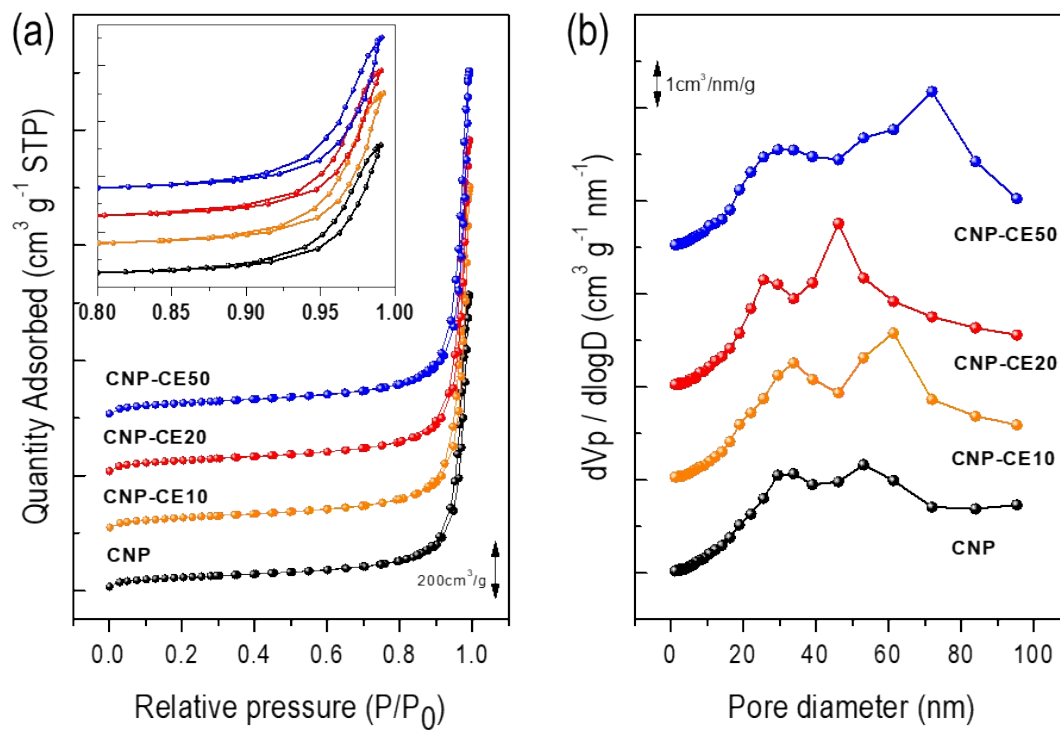 (a)
Quantity Adsorbed (cm³ g⁻¹ STP)
0.80 0.85 0.90 0.95 1.00
CNP-CE50
CNP-CE20
CNP-CE10
CNP
200cm³/g
0.0 0.2 0.4 0.6 0.8 1.0
Relative pressure (P/P₀)
(b)
1cm³/nm/g
dVp / dlogD (cm³ g⁻¹ nm⁻¹)
CNP-CE50
CNP-CE20
CNP-CE10
CNP
0 20 40 60 80 100
Pore diameter (nm)